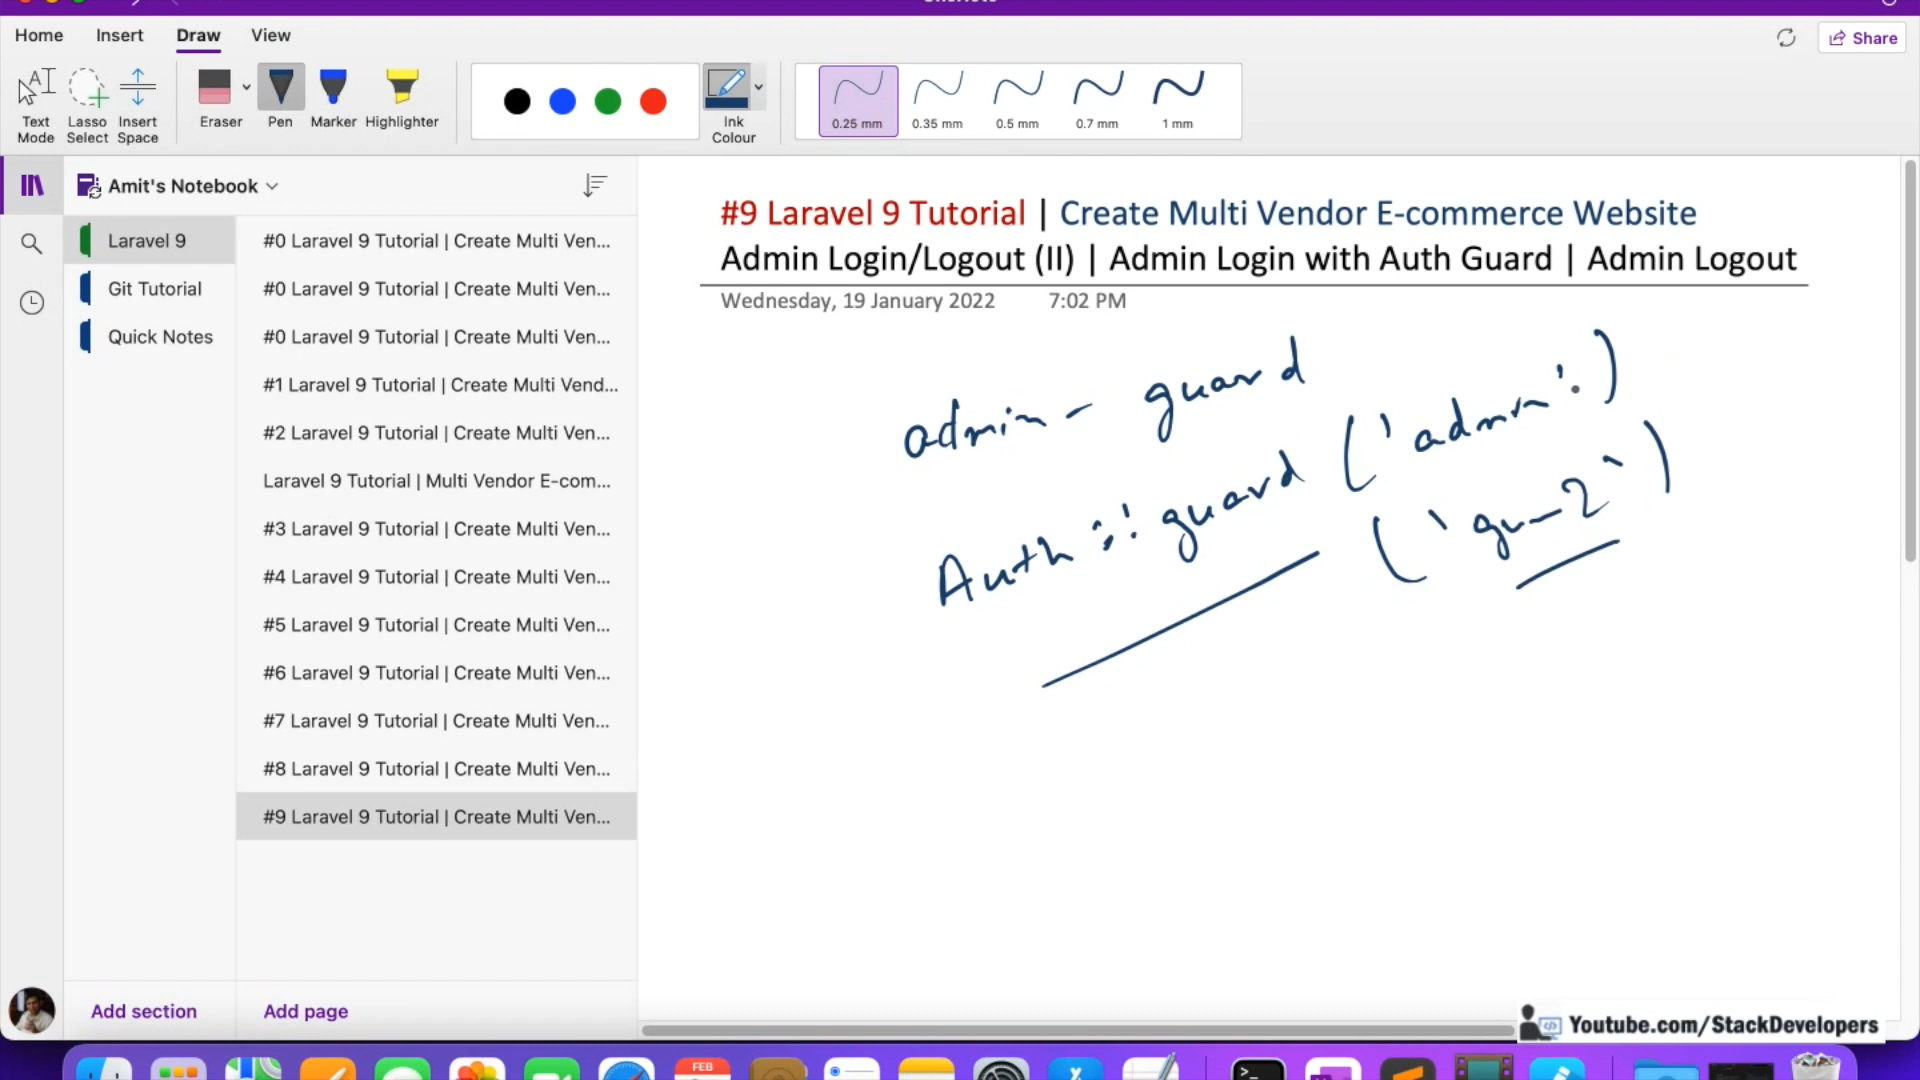 Home Insert Draw View
Share
Text Mode
Lasso Select
Insert Space
Eraser
Pen
Marker
Highlighter
Ink Colour
0.25 mm
0.35 mm
0.5 mm
0.7 mm
1 mm
Amit's Notebook
Laravel 9
Git Tutorial
Quick Notes
#0 Laravel 9 Tutorial | Create Multi Ven...
#0 Laravel 9 Tutorial | Create Multi Ven...
#0 Laravel 9 Tutorial | Create Multi Ven...
#1 Laravel 9 Tutorial | Create Multi Vend...
#2 Laravel 9 Tutorial | Create Multi Ven...
Laravel 9 Tutorial | Multi Vendor E-com...
#3 Laravel 9 Tutorial | Create Multi Ven...
#4 Laravel 9 Tutorial | Create Multi Ven...
#5 Laravel 9 Tutorial | Create Multi Ven...
#6 Laravel 9 Tutorial | Create Multi Ven...
#7 Laravel 9 Tutorial | Create Multi Ven...
#8 Laravel 9 Tutorial | Create Multi Ven...
#9 Laravel 9 Tutorial | Create Multi Ven...
Add section
Add page
#9 Laravel 9 Tutorial | Create Multi Vendor E-commerce Website
Admin Login/Logout (II) | Admin Login with Auth Guard | Admin Logout
Wednesday, 19 January 2022 7:02 PM
admin - guard
Auth :: guard ('admin')
('gu-2')
Youtube.com/StackDevelopers
FEB